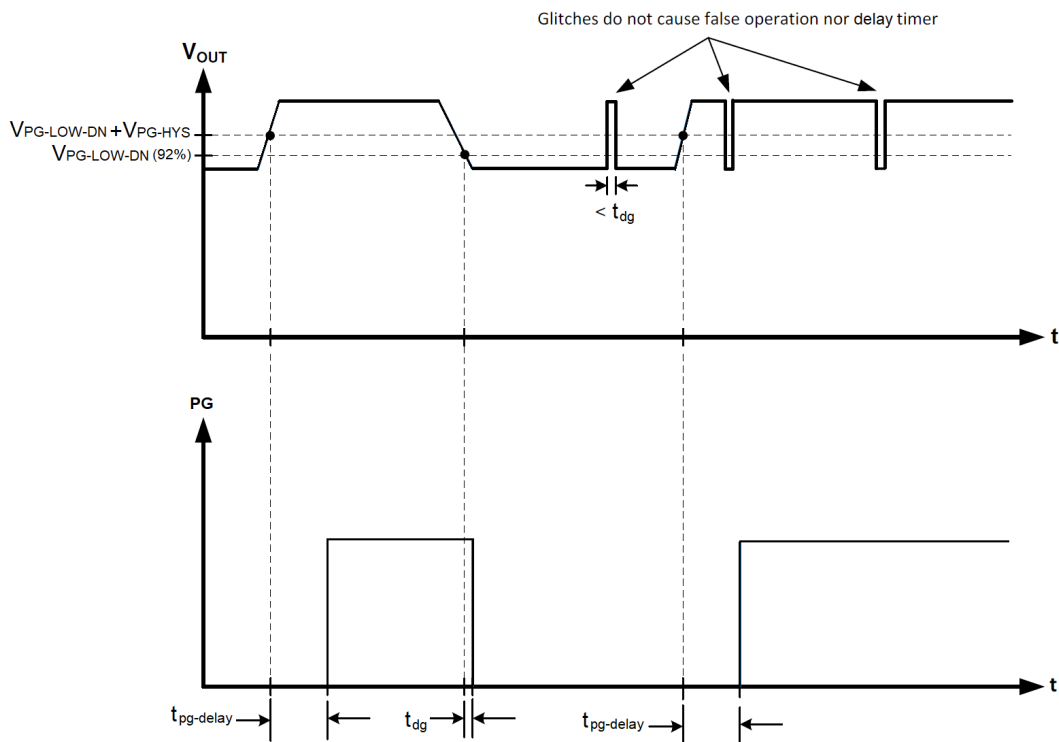 Glitches do not cause false operation nor delay timer
VOUT
VPG-LOW-DN + VPG-HYS
VPG-LOW-DN (92%)
< tdg
t
PG
t
tpg-delay
tdg
tpg-delay